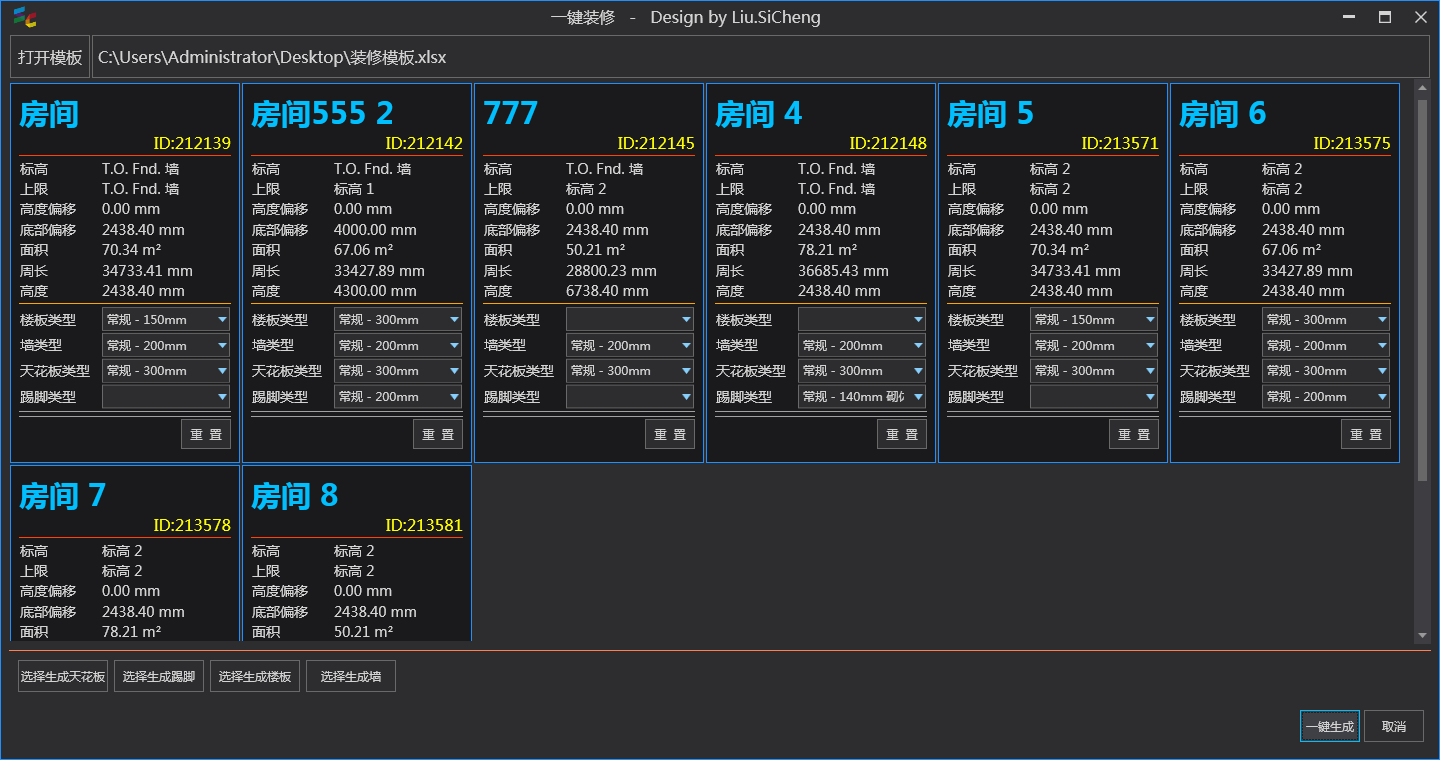 一键装修 - Design by Liu.SiCheng
打开模板 C:\Users\Administrator\Desktop\装修模板.xlsx
房间
ID:212139
标高 T.O. Fnd. 墙
上限 T.O. Fnd. 墙
高度偏移 0.00 mm
底部偏移 2438.40 mm
面积 70.34 m²
周长 34733.41 mm
高度 2438.40 mm
楼板类型 常规 - 150mm
墙类型 常规 - 200mm
天花板类型 常规 - 300mm
踢脚类型
重 置
房间555 2
ID:212142
标高 T.O. Fnd. 墙
上限 标高 1
高度偏移 0.00 mm
底部偏移 4000.00 mm
面积 67.06 m²
周长 33427.89 mm
高度 4300.00 mm
楼板类型 常规 - 300mm
墙类型 常规 - 200mm
天花板类型 常规 - 300mm
踢脚类型 常规 - 200mm
重 置
777
ID:212145
标高 T.O. Fnd. 墙
上限 标高 2
高度偏移 0.00 mm
底部偏移 2438.40 mm
面积 50.21 m²
周长 28800.23 mm
高度 6738.40 mm
楼板类型
墙类型 常规 - 200mm
天花板类型 常规 - 300mm
踢脚类型
重 置
房间 4
ID:212148
标高 T.O. Fnd. 墙
上限 T.O. Fnd. 墙
高度偏移 0.00 mm
底部偏移 2438.40 mm
面积 78.21 m²
周长 36685.43 mm
高度 2438.40 mm
楼板类型
墙类型 常规 - 200mm
天花板类型 常规 - 300mm
踢脚类型 常规 - 140mm
重 置
房间 5
ID:213571
标高 标高 2
上限 标高 2
高度偏移 0.00 mm
底部偏移 2438.40 mm
面积 70.34 m²
周长 34733.41 mm
高度 2438.40 mm
楼板类型 常规 - 150mm
墙类型 常规 - 200mm
天花板类型 常规 - 300mm
踢脚类型
重 置
房间 6
ID:213575
标高 标高 2
上限 标高 2
高度偏移 0.00 mm
底部偏移 2438.40 mm
面积 67.06 m²
周长 33427.89 mm
高度 2438.40 mm
楼板类型 常规 - 300mm
墙类型 常规 - 200mm
天花板类型 常规 - 300mm
踢脚类型 常规 - 200mm
重 置
房间 7
ID:213578
标高 标高 2
上限 标高 2
高度偏移 0.00 mm
底部偏移 2438.40 mm
面积 78.21 m²
房间 8
ID:213581
标高 标高 2
上限 标高 2
高度偏移 0.00 mm
底部偏移 2438.40 mm
面积 50.21 m²
选择生成天花板 选择生成踢脚 选择生成楼板 选择生成墙
一键生成 取消